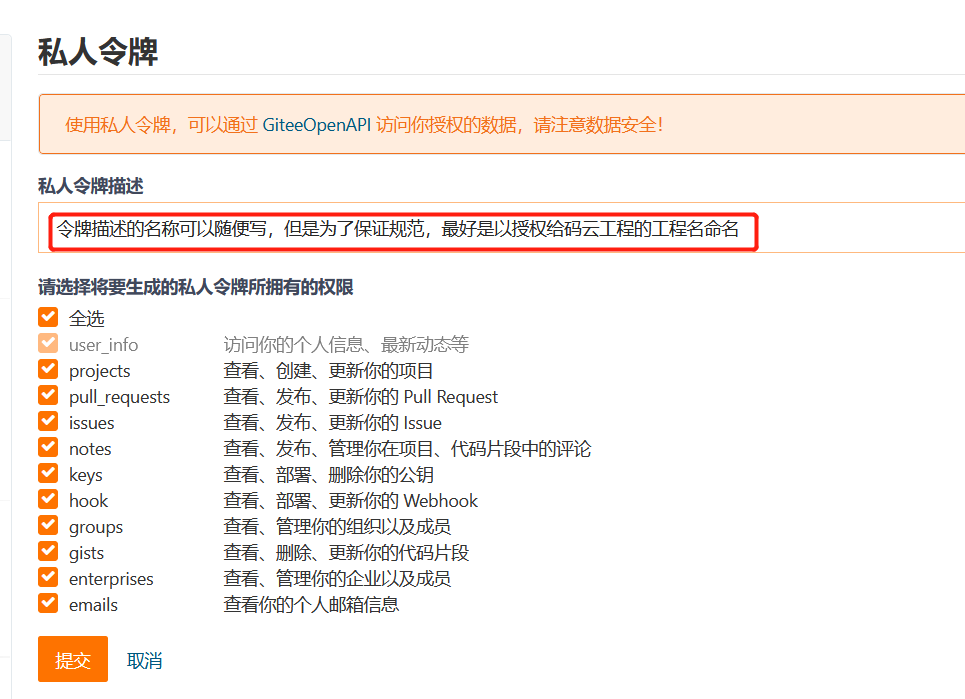 私人令牌
使用私人令牌，可以通过 GiteeOpenAPI 访问你授权的数据，请注意数据安全!
私人令牌描述
令牌描述的名称可以随便写，但是为了保证规范，最好是以授权给码云工程的工程名命名
请选择将要生成的私人令牌所拥有的权限
全选
user_info 访问你的个人信息、最新动态等
projects 查看、创建、更新你的项目
pull_requests 查看、发布、更新你的 Pull Request
issues 查看、发布、更新你的 Issue
notes 查看、发布、管理你在项目、代码片段中的评论
keys 查看、部署、删除你的公钥
hook 查看、部署、更新你的 Webhook
groups 查看、管理你的组织以及成员
gists 查看、删除、更新你的代码片段
enterprises 查看、管理你的企业以及成员
emails 查看你的个人邮箱信息
提交 取消